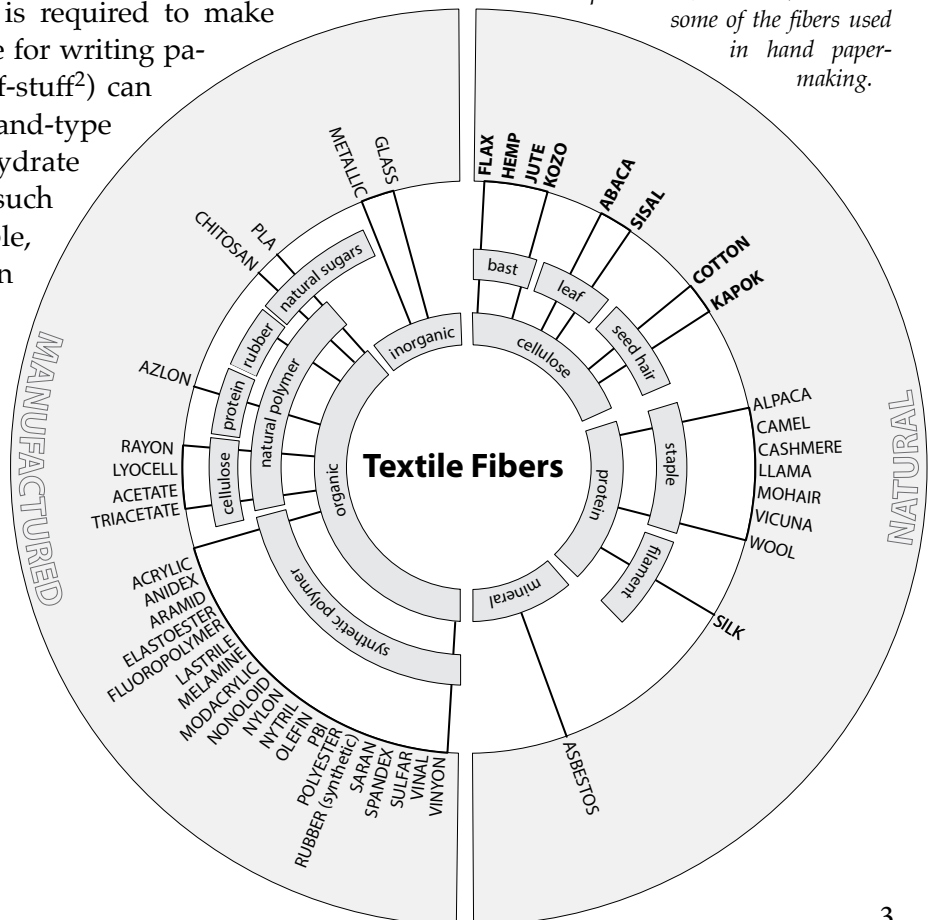 is required to make
for writing pa-
f-stuff²) can
and-type
such
some of the fibers used
in hand paper-
making.
METALLIC
GLASS
CHITOSAN
PLA
AZLON
RAYON
LYOCELL
ACETATE
TRIACETATE
ACRYLIC
ANIDEX
ARAMID
ELASTOESTER
FLUOROPOLYMER
LASTRILE
MELAMINE
MODACRYLIC
NONOLOID
NYLON
NYTRIL
OLEFIN
PBI
POLYESTER
RUBBER (synthetic)
SARAN
SPANDEX
SULFAR
VINAL
VINYON
natural sugars
rubber
protein
cellulose
natural polymer
synthetic polymer
organic
inorganic
MANUFACTURED
Textile Fibers
FLAX
HEMP
JUTE
KOZO
ABACA
SISAL
COTTON
KAPOK
bast
leaf
seed hair
cellulose
ALPACA
CAMEL
CASHMERE
LLAMA
MOHAIR
VICUNA
WOOL
SILK
staple
filament
protein
mineral
ASBESTOS
NATURAL
3